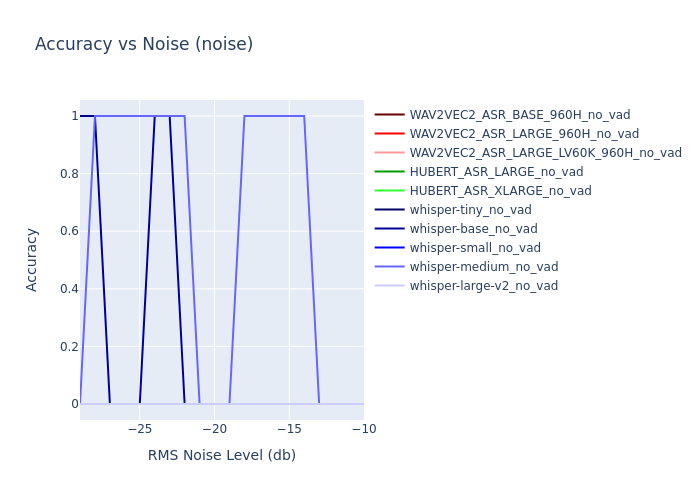 Accuracy vs Noise (noise)
1
0.8
0.6
0.4
0.2
0
Accuracy
−25
−20
−15
−10
RMS Noise Level (db)
WAV2VEC2_ASR_BASE_960H_no_vad
WAV2VEC2_ASR_LARGE_960H_no_vad
WAV2VEC2_ASR_LARGE_LV60K_960H_no_vad
HUBERT_ASR_LARGE_no_vad
HUBERT_ASR_XLARGE_no_vad
whisper-tiny_no_vad
whisper-base_no_vad
whisper-small_no_vad
whisper-medium_no_vad
whisper-large-v2_no_vad